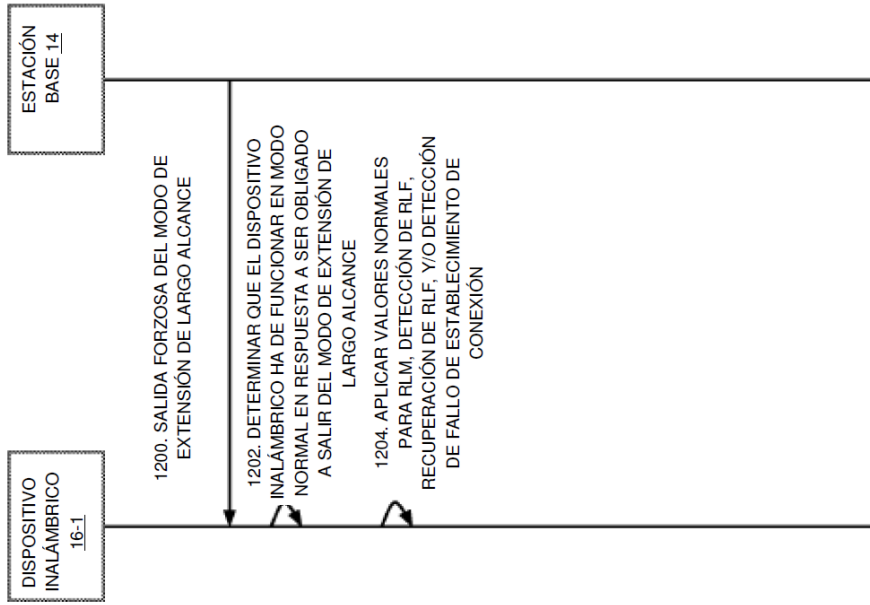 DISPOSITIVO
INALÁMBRICO
16-1
ESTACIÓN
BASE 14
1200. SALIDA FORZOSA DEL MODO DE
EXTENSIÓN DE LARGO ALCANCE
1202. DETERMINAR QUE EL DISPOSITIVO
INALÁMBRICO HA DE FUNCIONAR EN MODO
NORMAL EN RESPUESTA A SER OBLIGADO
A SALIR DEL MODO DE EXTENSIÓN DE
LARGO ALCANCE
1204. APLICAR VALORES NORMALES
PARA RLM, DETECCIÓN DE RLF,
RECUPERACIÓN DE RLF, Y/O DETECCIÓN
DE FALLO DE ESTABLECIMIENTO DE
CONEXIÓN